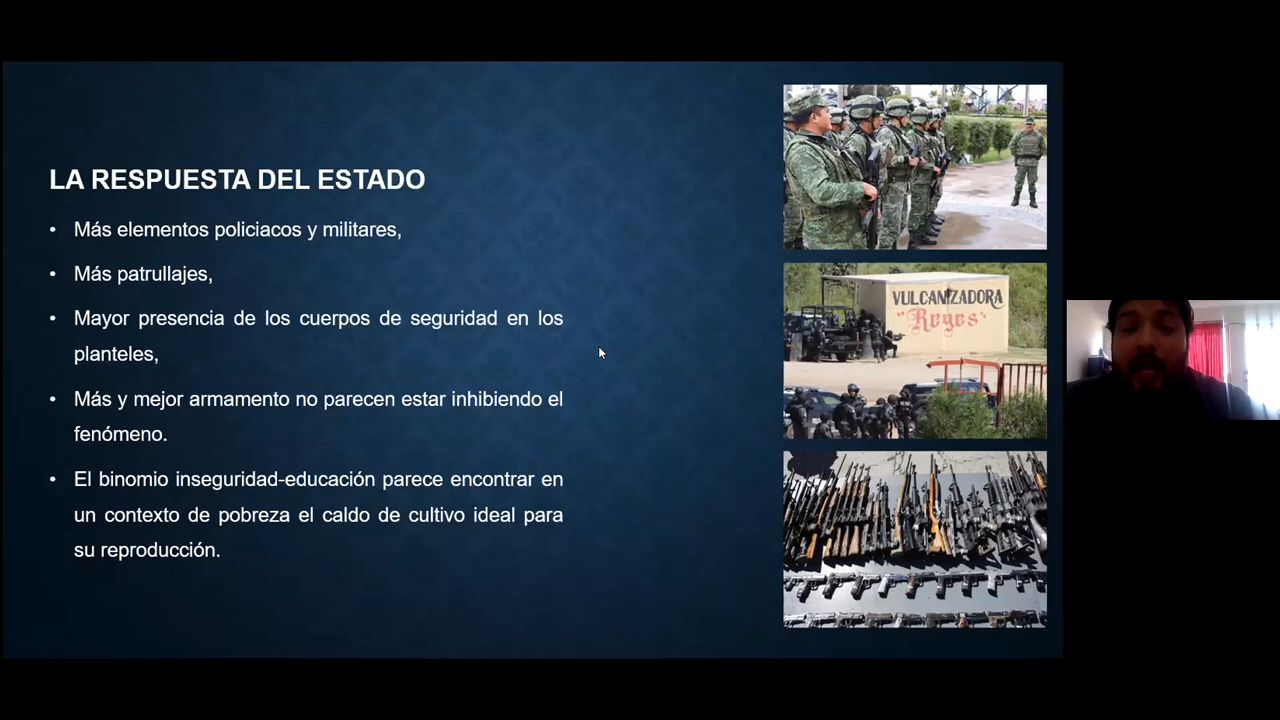 LA RESPUESTA DEL ESTADO
• Más elementos policiacos y militares,
• Más patrullajes,
• Mayor presencia de los cuerpos de seguridad en los
planteles,
• Más y mejor armamento no parecen estar inhibiendo el
fenómeno.
• El binomio inseguridad-educación parece encontrar en
un contexto de pobreza el caldo de cultivo ideal para
su reproducción.
VULCANIZADORA
"Reyes"